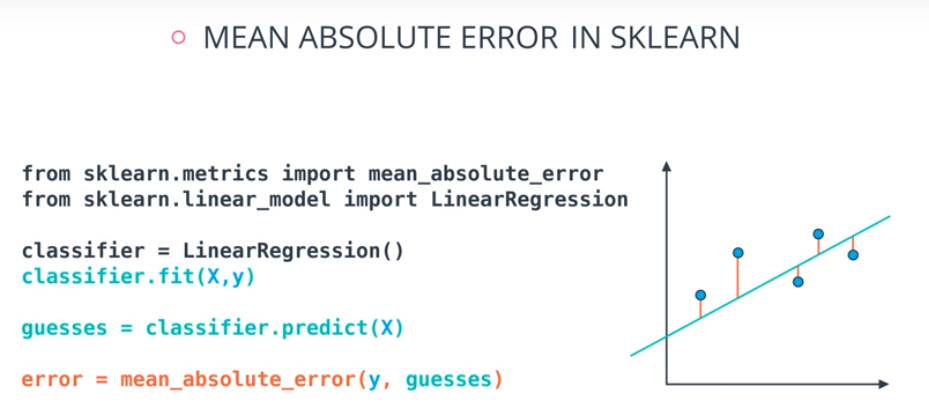 MEAN ABSOLUTE ERROR IN SKLEARN
from sklearn.metrics import mean_absolute_error
from sklearn.linear_model import LinearRegression
classifier = LinearRegression()
classifier.fit(X,y)
guesses = classifier.predict(X)
error = mean_absolute_error(y, guesses)